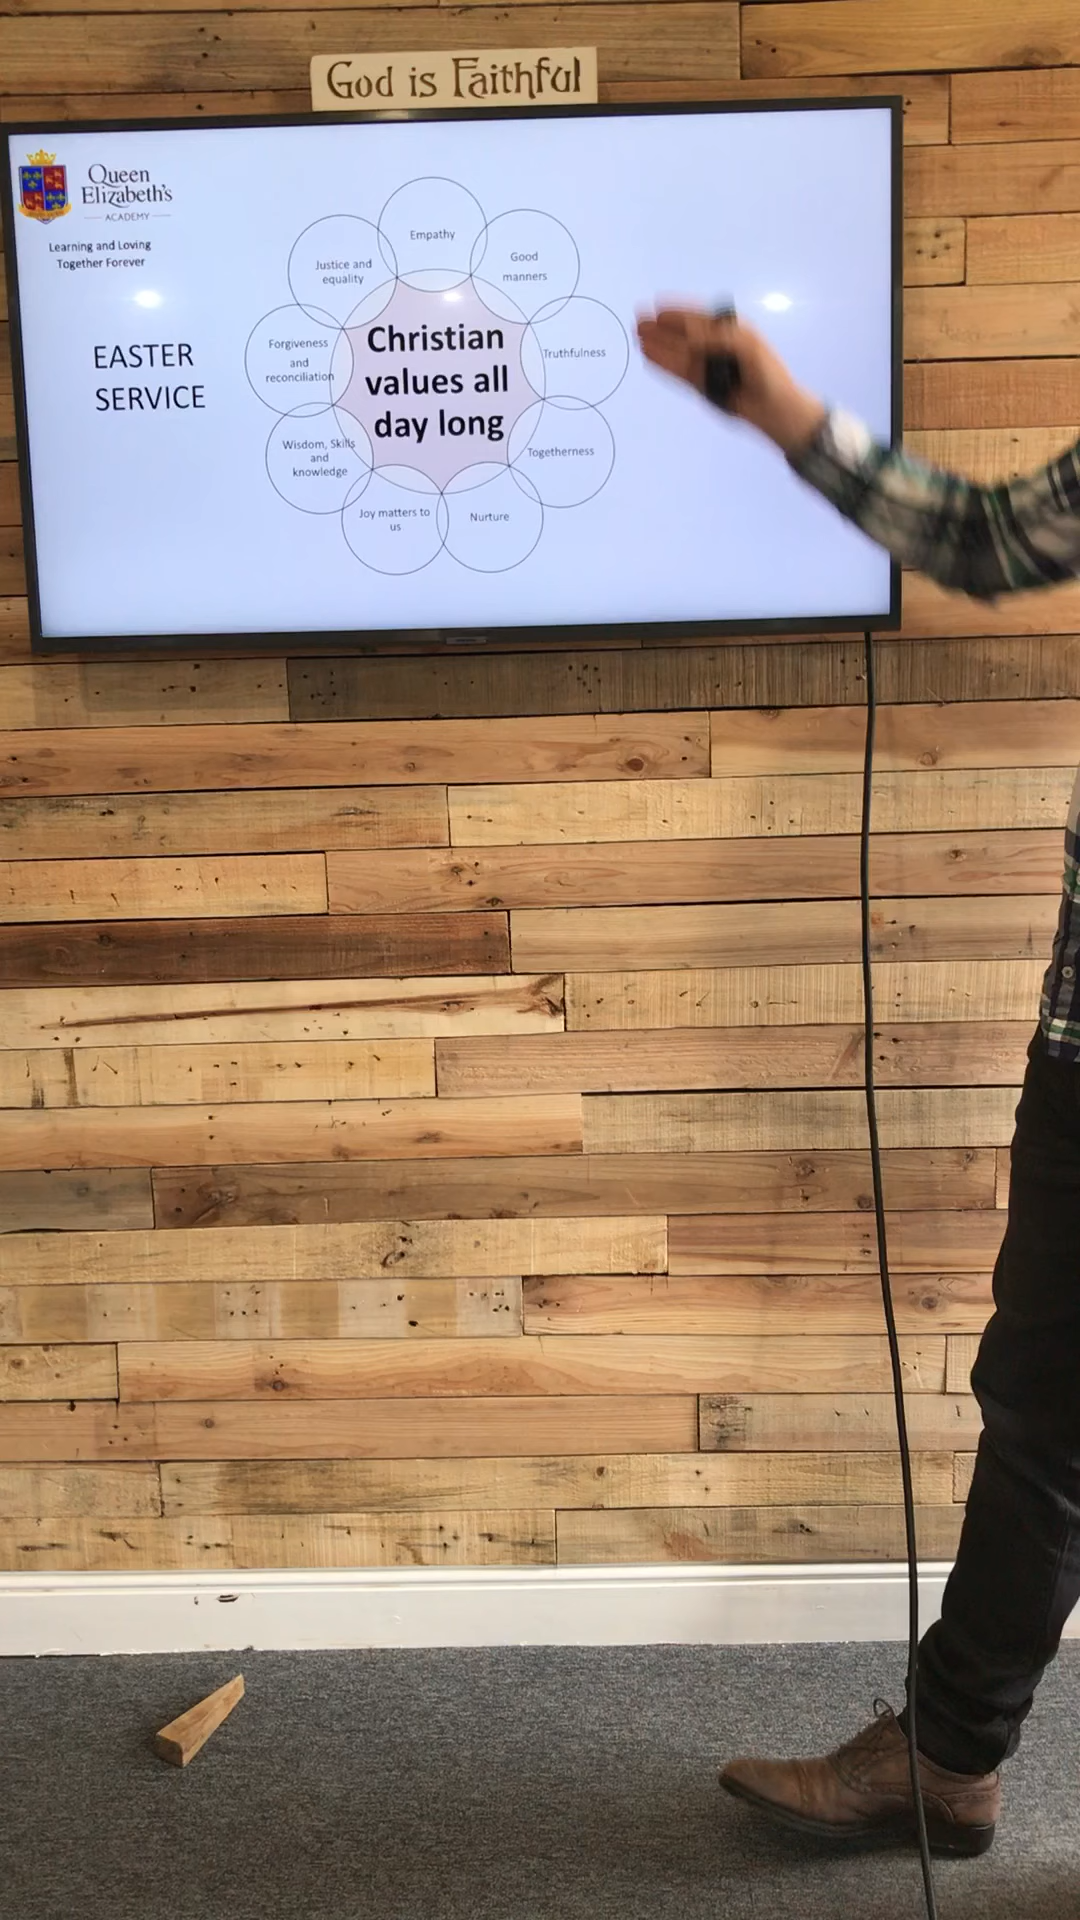 God is Faithful
Queen
Elizabeth's
ACADEMY
Learning and Loving
Together Forever
EASTER
SERVICE
Empathy
Good
manners
Truthfulness
Togetherness
Nurture
Joy matters to
us
Wisdom, Skills
and
knowledge
Forgiveness
and
reconciliation
Justice and
equality
Christian
values all
day long